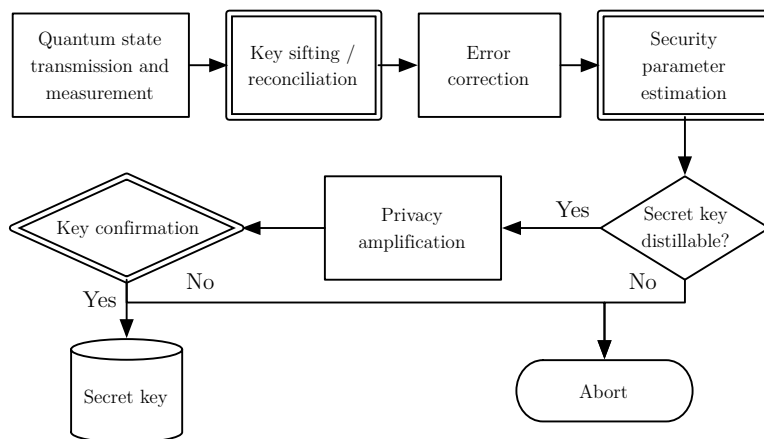 Quantum state
transmission and
measurement
Key sifting /
reconciliation
Error
correction
Security
parameter
estimation
Secret key
distillable?
Yes
Privacy
amplification
Key confirmation
No
No
Yes
Secret key
Abort